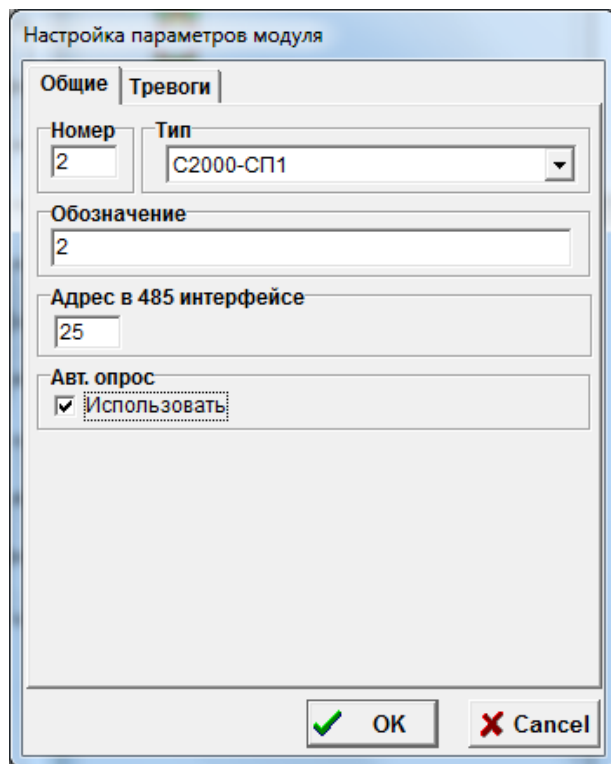 Настройка параметров модуля
Общие Тревоги
Номер Тип
2 С2000-СП1
Обозначение
2
Адрес в 485 интерфейсе
25
Авт. опрос
Использовать
OK Cancel